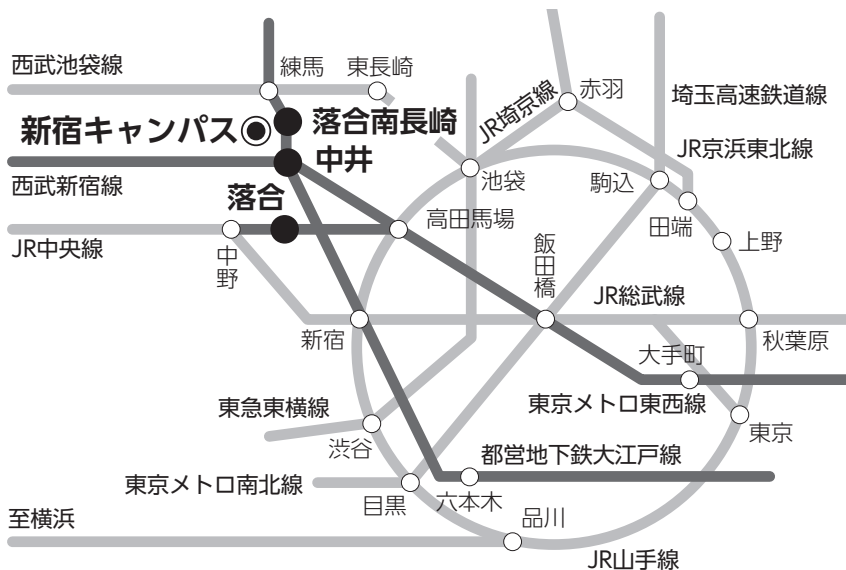 西武池袋線
練馬
東長崎
赤羽
JR埼京線
埼玉高速鉄道線
新宿キャンパス
落合南長崎
中井
JR京浜東北線
西武新宿線
池袋
駒込
落合
田端
高田馬場
上野
JR中央線
中野
飯田橋
JR総武線
新宿
秋葉原
大手町
東急東横線
東京メトロ東西線
渋谷
東京
都営地下鉄大江戸線
東京メトロ南北線
目黒
六本木
至横浜
品川
JR山手線